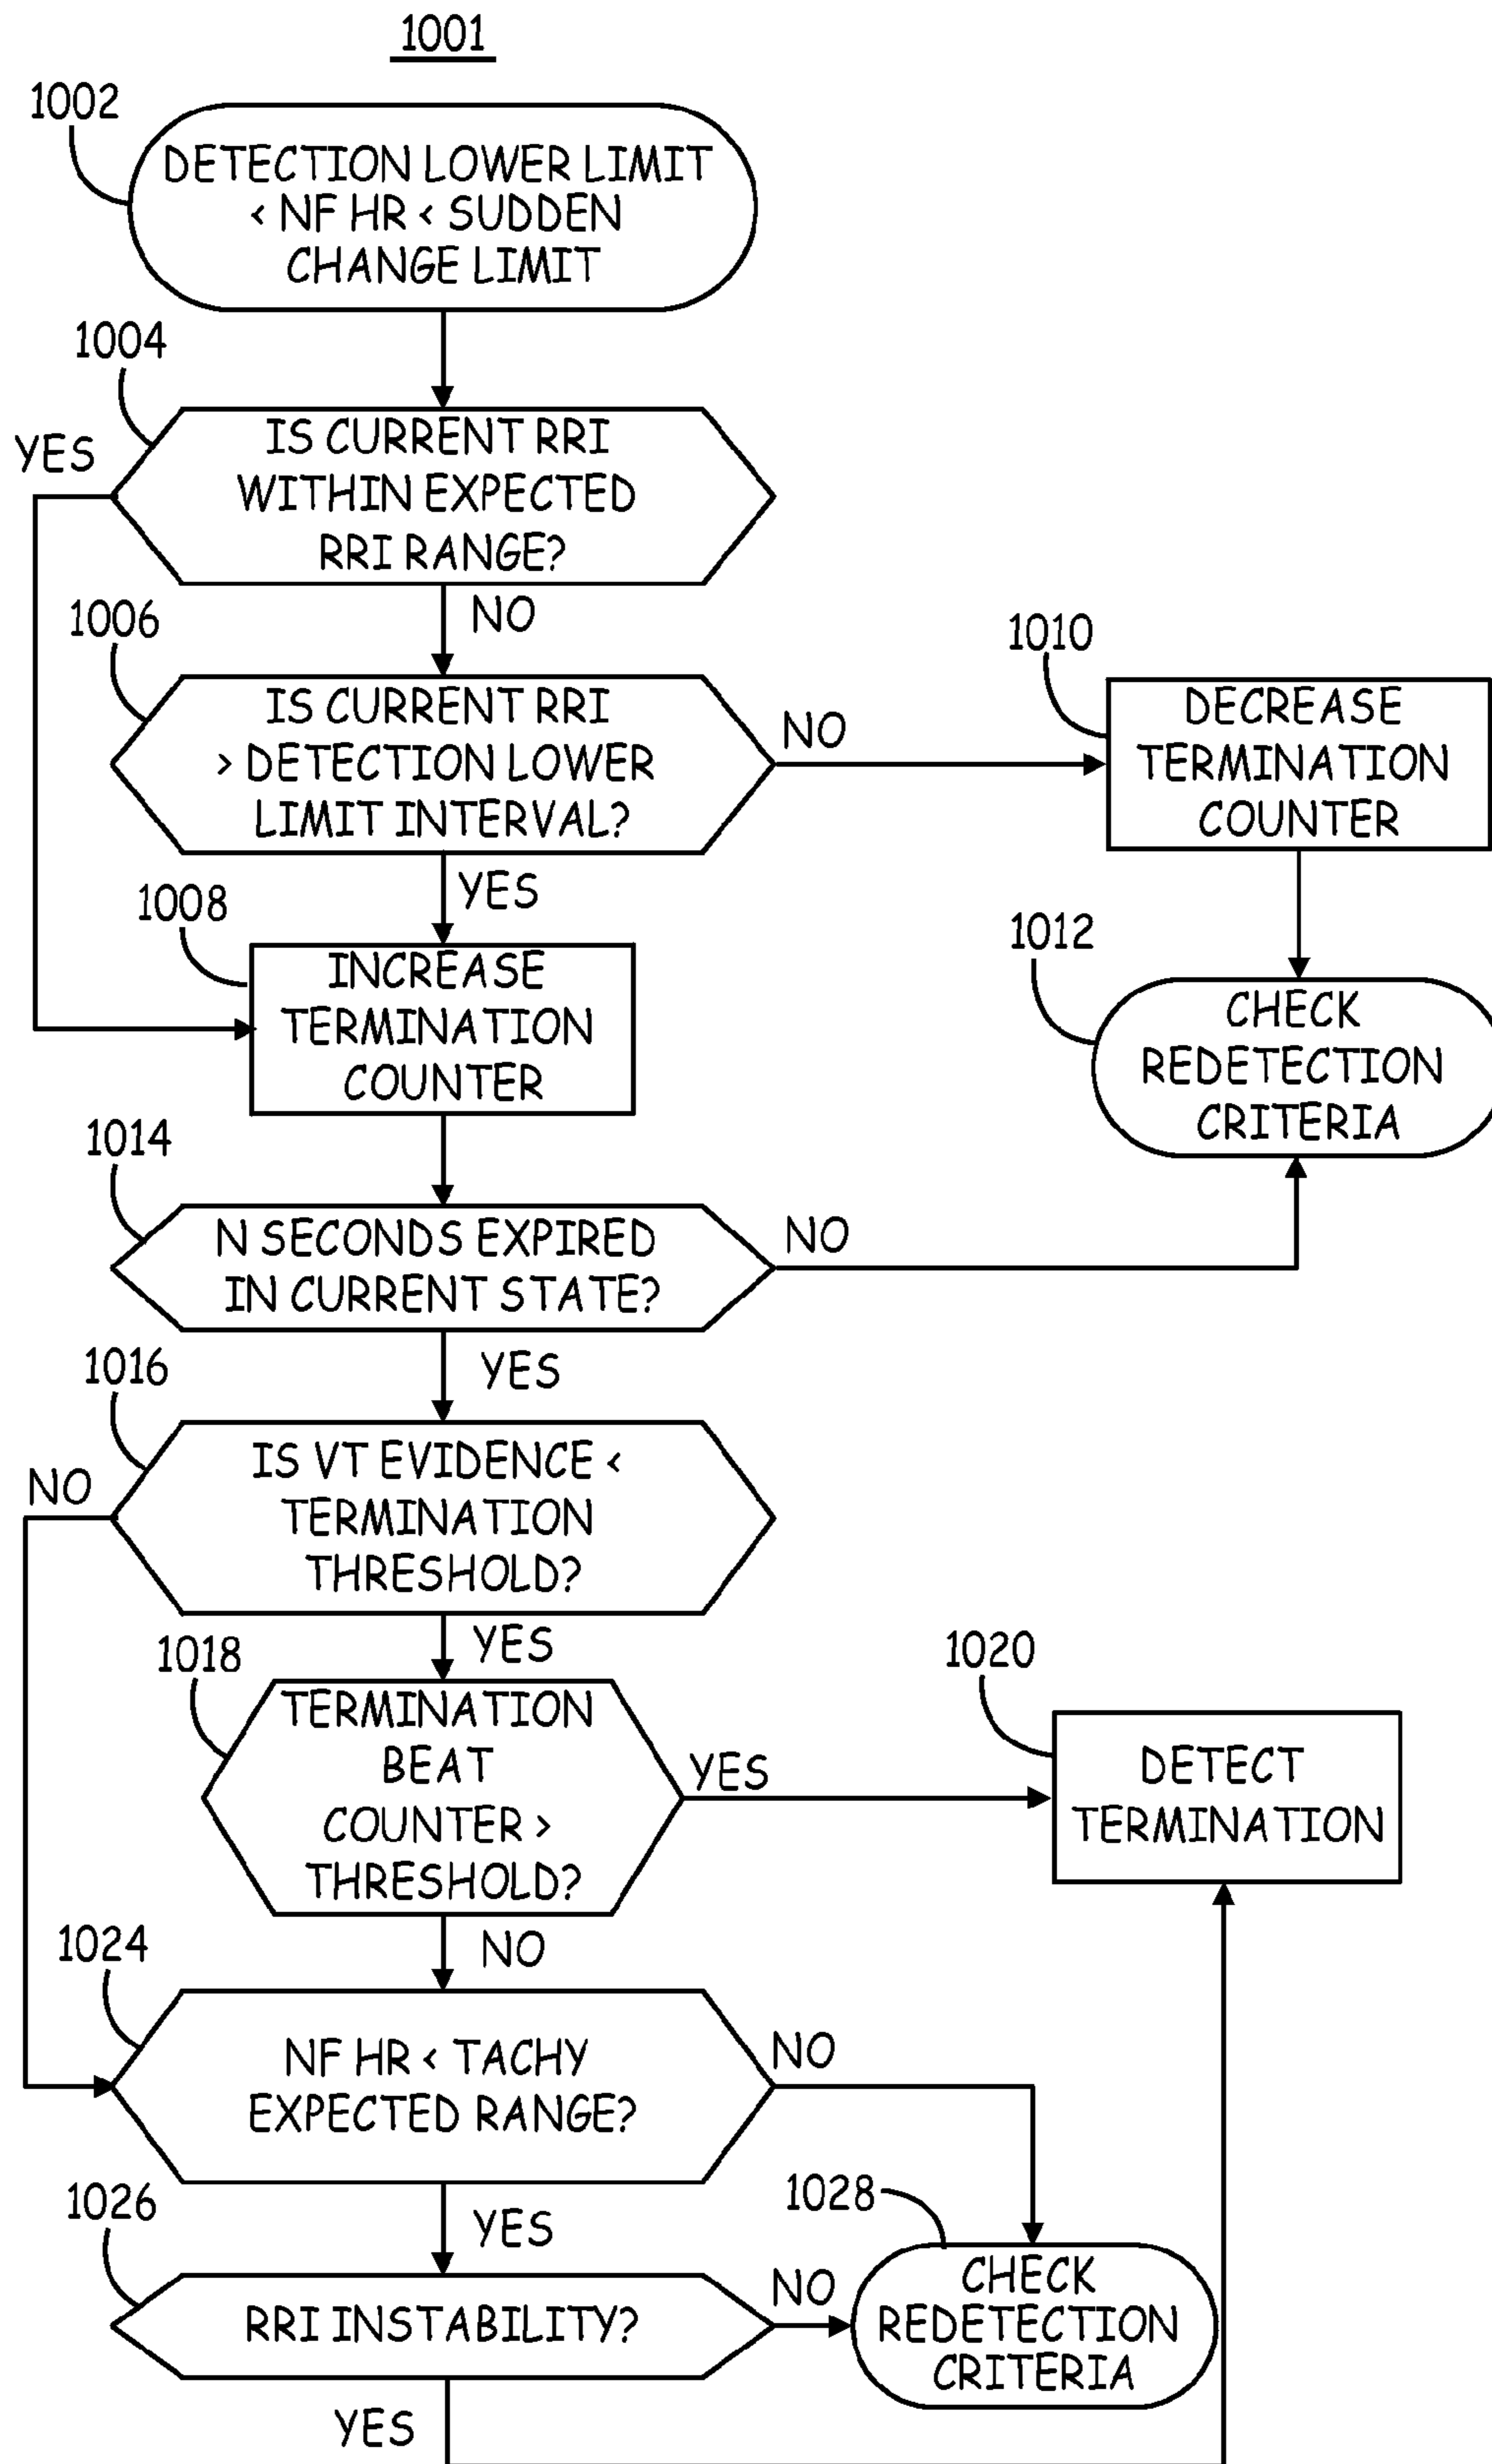 1001
1002
DETECTION LOWER LIMIT
< NF HR < SUDDEN
CHANGE LIMIT
1004
YES
IS CURRENT RRI
WITHIN EXPECTED
RRI RANGE?
NO
1006
IS CURRENT RRI
> DETECTION LOWER
LIMIT INTERVAL?
NO
1010
DECREASE
TERMINATION
COUNTER
YES
1008
INCREASE
TERMINATION
COUNTER
1012
CHECK
REDETECTION
CRITERIA
1014
N SECONDS EXPIRED
IN CURRENT STATE?
NO
YES
1016
NO
IS VT EVIDENCE <
TERMINATION
THRESHOLD?
YES
1018
TERMINATION
BEAT
COUNTER >
THRESHOLD?
YES
1020
DETECT
TERMINATION
NO
1024
NF HR < TACHY
EXPECTED RANGE?
NO
YES
1026
RRI INSTABILITY?
NO
1028
CHECK
REDETECTION
CRITERIA
YES